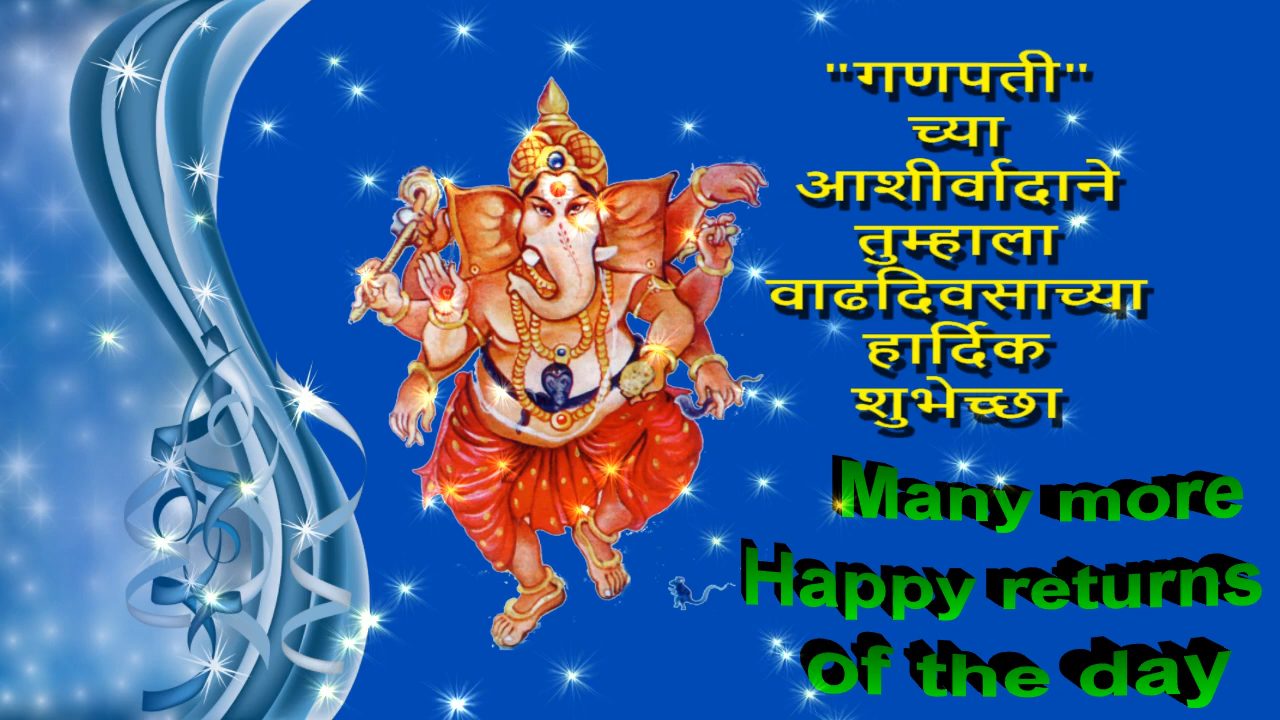 "गणपती"
च्या
आशीर्वादाने
तुम्हाला
वाढदिवसाच्या
हार्दिक
शुभेच्छा
Many more
Happy returns
of the day